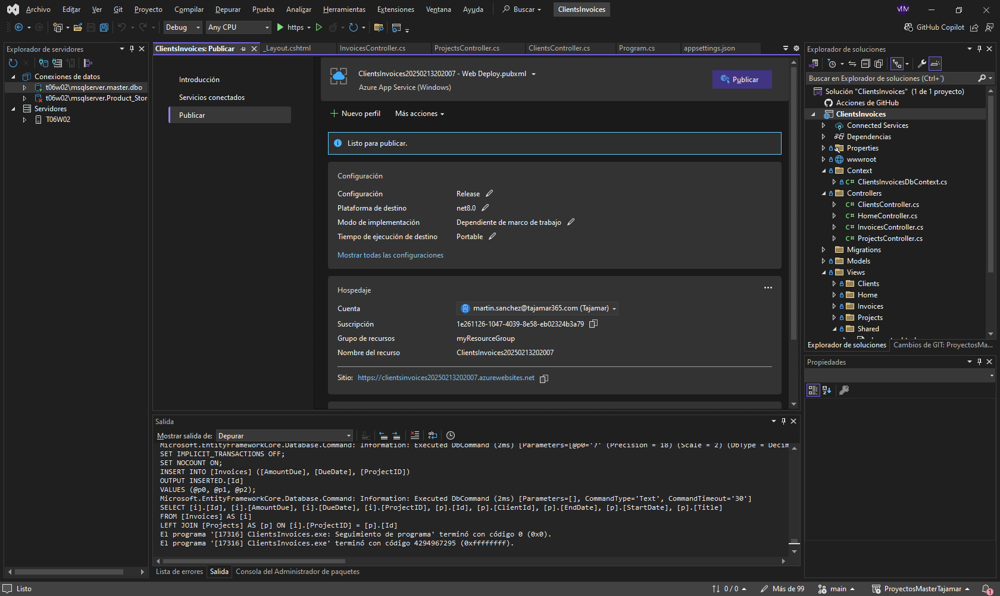 Archivo Editar Ver Git Proyecto Compilar Depurar Prueba Analizar Herramientas Extensiones Ventana Ayuda Buscar ClientsInvoices VM
Debug Any CPU https GitHub Copilot
Explorador de servidores
Conexiones de datos
t06w02\msqlserver.master.dbo
t06w02\msqlserver.Product_Stor
Servidores
T06W02
ClientsInvoices: Publicar _Layout.cshtml InvoicesController.cs ProjectsController.cs ClientsController.cs Program.cs appsettings.json
Introducción
Servicios conectados
Publicar
ClientsInvoices20250213202007 - Web Deploy.pubxml
Azure App Service (Windows)
Publicar
Nuevo perfil Más acciones
Listo para publicar.
Configuración
Configuración Release
Plataforma de destino net8.0
Modo de implementación Dependiente de marco de trabajo
Tiempo de ejecución de destino Portable
Mostrar todas las configuraciones
Hospedaje
Cuenta martin.sanchez@tajamar365.com (Tajamar)
Suscripción 1e261126-1047-4039-8e58-eb02324b3a79
Grupo de recursos myResourceGroup
Nombre del recurso ClientsInvoices20250213202007
Sitio: https://clientsinvoices20250213202007.azurewebsites.net
Salida
Mostrar salida de: Depurar
Microsoft.EntityFrameworkCore.Database.Command: Information: Executed DbCommand (2ms) [Parameters=[@p0='?' (Precision = 18) (Scale = 2) (DbType = Decim
SET IMPLICIT_TRANSACTIONS OFF;
SET NOCOUNT ON;
INSERT INTO [Invoices] ([AmountDue], [DueDate], [ProjectID])
OUTPUT INSERTED.[Id]
VALUES (@p0, @p1, @p2);
Microsoft.EntityFrameworkCore.Database.Command: Information: Executed DbCommand (2ms) [Parameters=[], CommandType='Text', CommandTimeout='30']
SELECT [i].[Id], [i].[AmountDue], [i].[DueDate], [i].[ProjectID], [p].[Id], [p].[ClientId], [p].[EndDate], [p].[StartDate], [p].[Title]
FROM [Invoices] AS [i]
LEFT JOIN [Projects] AS [p] ON [i].[ProjectID] = [p].[Id]
El programa '[17316] ClientsInvoices.exe: Seguimiento de programa' terminó con código 0 (0x0).
El programa '[17316] ClientsInvoices.exe' terminó con código 4294967295 (0xffffffff).
Lista de errores Salida Consola del Administrador de paquetes
Explorador de soluciones
Buscar en Explorador de soluciones (Ctrl+`)
Solución "ClientsInvoices" (1 de 1 proyecto)
Acciones de GitHub
ClientsInvoices
Connected Services
Dependencias
Properties
wwwroot
Context
C# ClientsInvoicesDbContext.cs
Controllers
C# ClientsController.cs
C# HomeController.cs
C# InvoicesController.cs
C# ProjectsController.cs
Migrations
Models
Views
Clients
Home
Invoices
Projects
Shared
Explorador de soluciones Cambios de GIT: ProyectosMa...
Propiedades
Listo 0 / 0 Más de 99 main ProyectosMasterTajamar 1